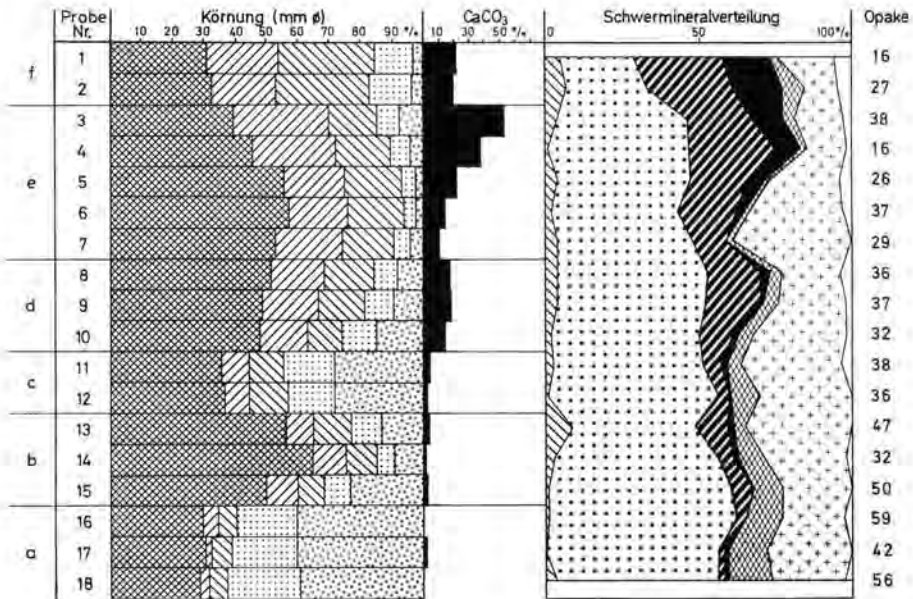 Probe Nr. Körnung (mm ø) CaCO₃ Schwermineralverteilung Opake
10 20 30 40 50 60 70 80 90 % 10 30 50 % 0 50 100 %
f 1 16
2 27
3 38
4 16
e 5 26
6 37
7 29
8 36
d 9 37
10 32
c 11 38
12 36
13 47
b 14 32
15 50
16 59
a 17 42
18 56